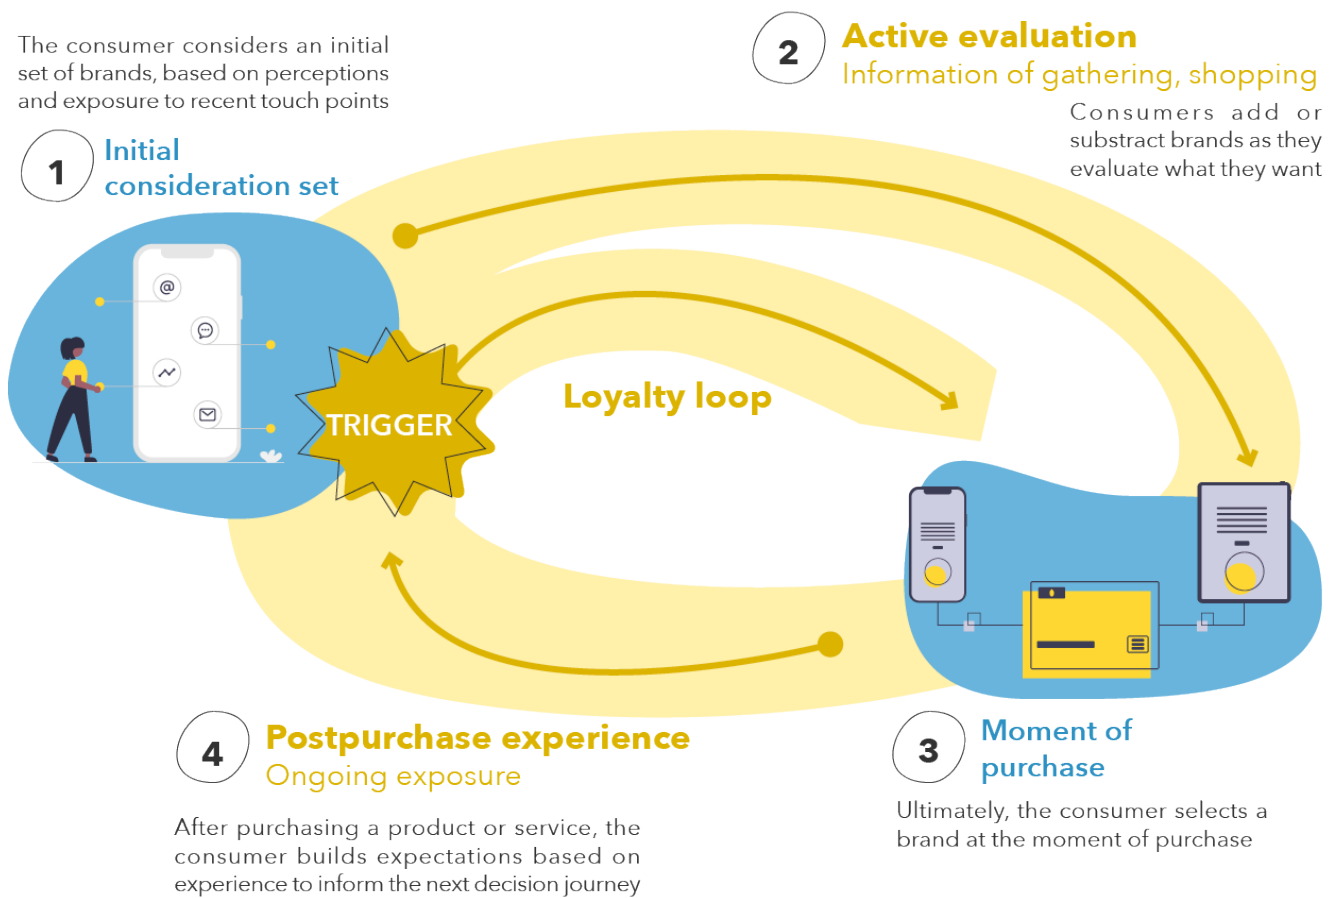 The consumer considers an initial
set of brands, based on perceptions
and exposure to recent touch points
1
Initial
consideration set
2
Active evaluation
Information of gathering, shopping
Consumers add or
substract brands as they
evaluate what they want
@
TRIGGER
Loyalty loop
3
Moment of
purchase
Ultimately, the consumer selects a
brand at the moment of purchase
4
Postpurchase experience
Ongoing exposure
After purchasing a product or service, the
consumer builds expectations based on
experience to inform the next decision journey